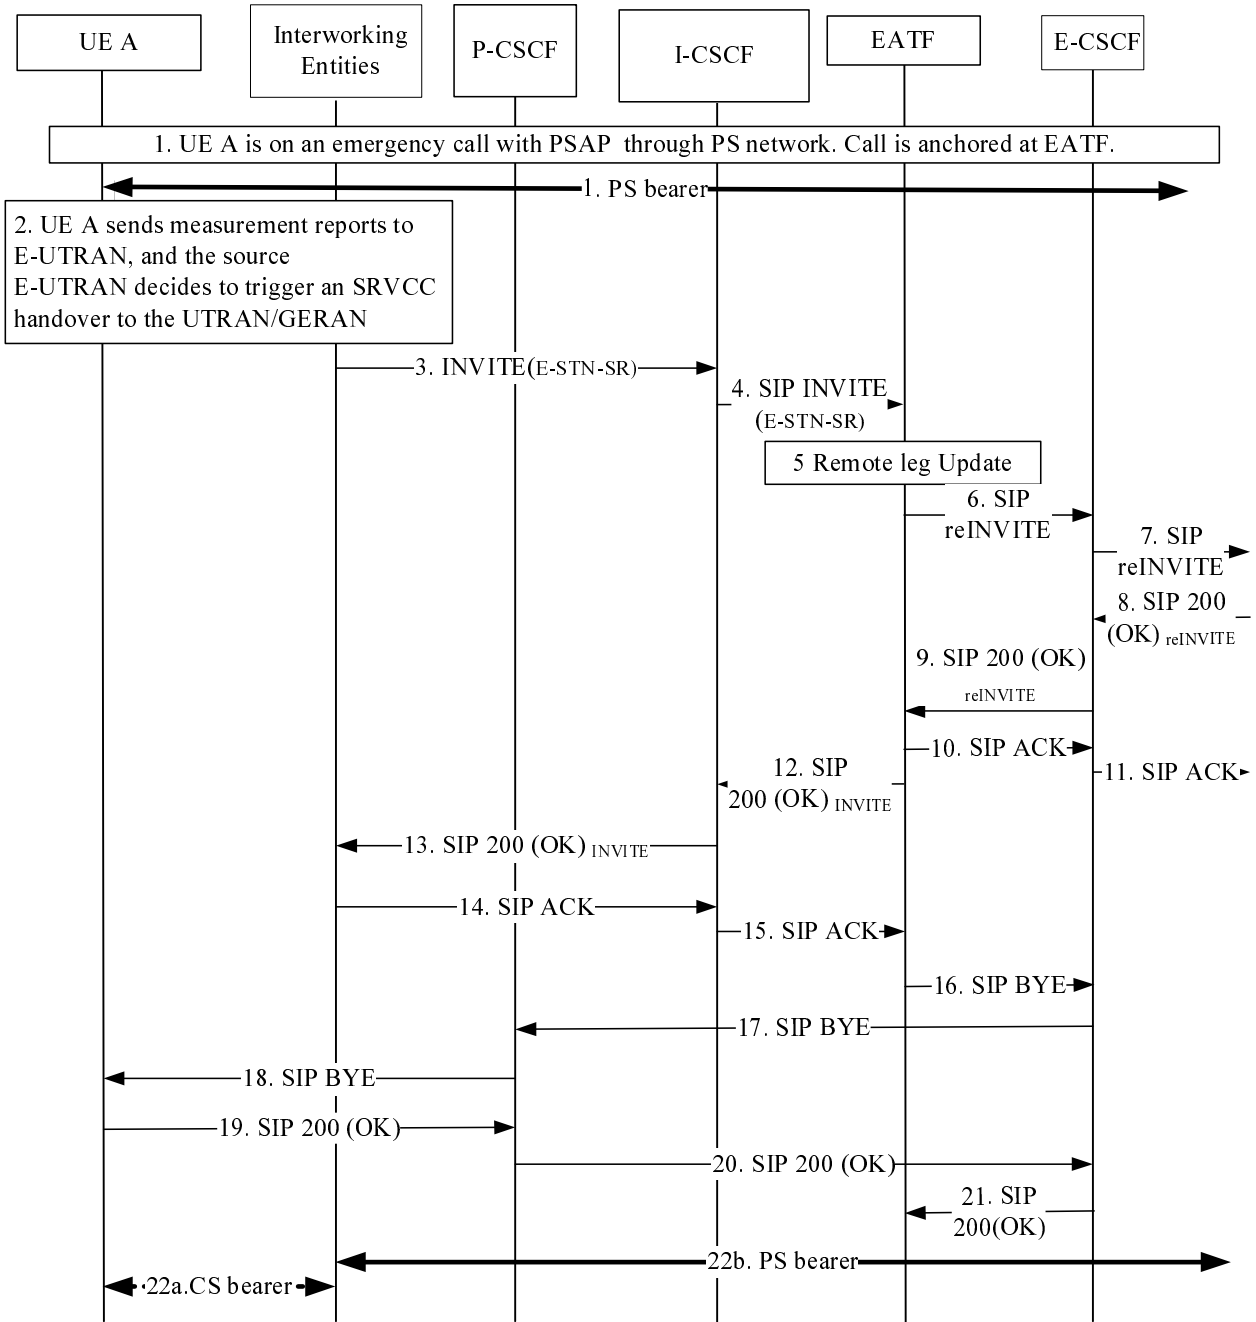 UE A
Interworking
Entities
P-CSCF
I-CSCF
EATF
E-CSCF
1. UE A is on an emergency call with PSAP through PS network. Call is anchored at EATF.
1. PS bearer
2. UE A sends measurement reports to
E-UTRAN, and the source
E-UTRAN decides to trigger an SRVCC
handover to the UTRAN/GERAN
3. INVITE(E-STN-SR)
4. SIP INVITE
(E-STN-SR)
5 Remote leg Update
6. SIP
reINVITE
7. SIP
reINVITE
8. SIP 200
(OK) reINVITE
9. SIP 200 (OK)
reINVITE
10. SIP ACK
11. SIP ACK
12. SIP
200 (OK) INVITE
13. SIP 200 (OK) INVITE
14. SIP ACK
15. SIP ACK
16. SIP BYE
17. SIP BYE
18. SIP BYE
19. SIP 200 (OK)
20. SIP 200 (OK)
21. SIP
200(OK)
22b. PS bearer
22a.CS bearer